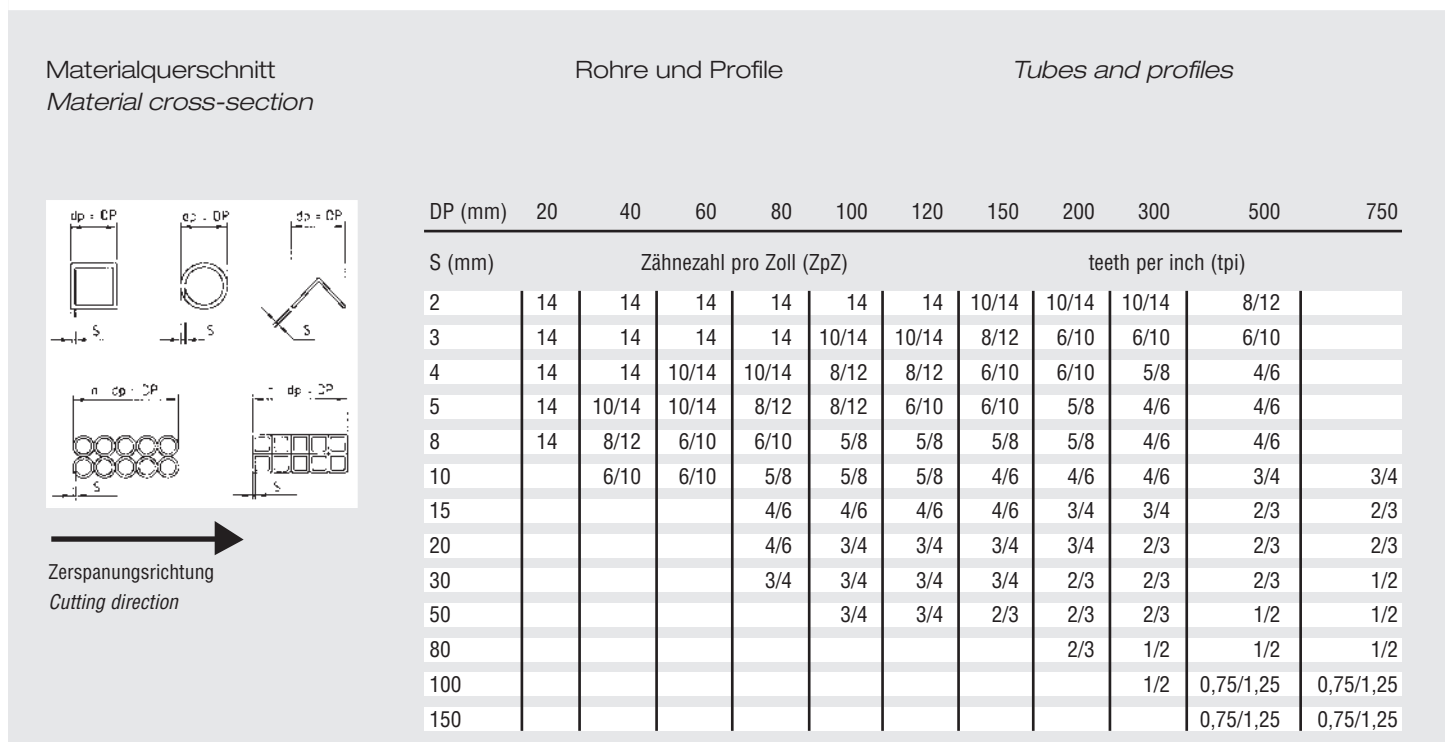 Materialquerschnitt
Material cross-section
Rohre und Profile
Tubes and profiles
dp = DP
dp = DP
dp = DP
S
S
S
dp = DP
dp = DP
S
S
Zerspanungsrichtung
Cutting direction
DP (mm) 20 40 60 80 100 120 150 200 300 500 750
S (mm) Zähnezahl pro Zoll (ZpZ) teeth per inch (tpi)
2 14 14 14 14 14 14 10/14 10/14 10/14 8/12
3 14 14 14 14 10/14 10/14 8/12 6/10 6/10 6/10
4 14 14 10/14 10/14 8/12 8/12 6/10 6/10 5/8 4/6
5 14 10/14 10/14 8/12 8/12 6/10 6/10 5/8 4/6 4/6
8 14 8/12 6/10 6/10 5/8 5/8 5/8 5/8 4/6 4/6
10 6/10 6/10 5/8 5/8 5/8 4/6 4/6 4/6 3/4 3/4
15 4/6 4/6 4/6 4/6 3/4 3/4 2/3 2/3
20 4/6 3/4 3/4 3/4 3/4 2/3 2/3 2/3
30 3/4 3/4 3/4 3/4 2/3 2/3 2/3 1/2
50 3/4 3/4 2/3 2/3 2/3 1/2 1/2
80 2/3 1/2 1/2 1/2
100 1/2 0,75/1,25 0,75/1,25
150 0,75/1,25 0,75/1,25